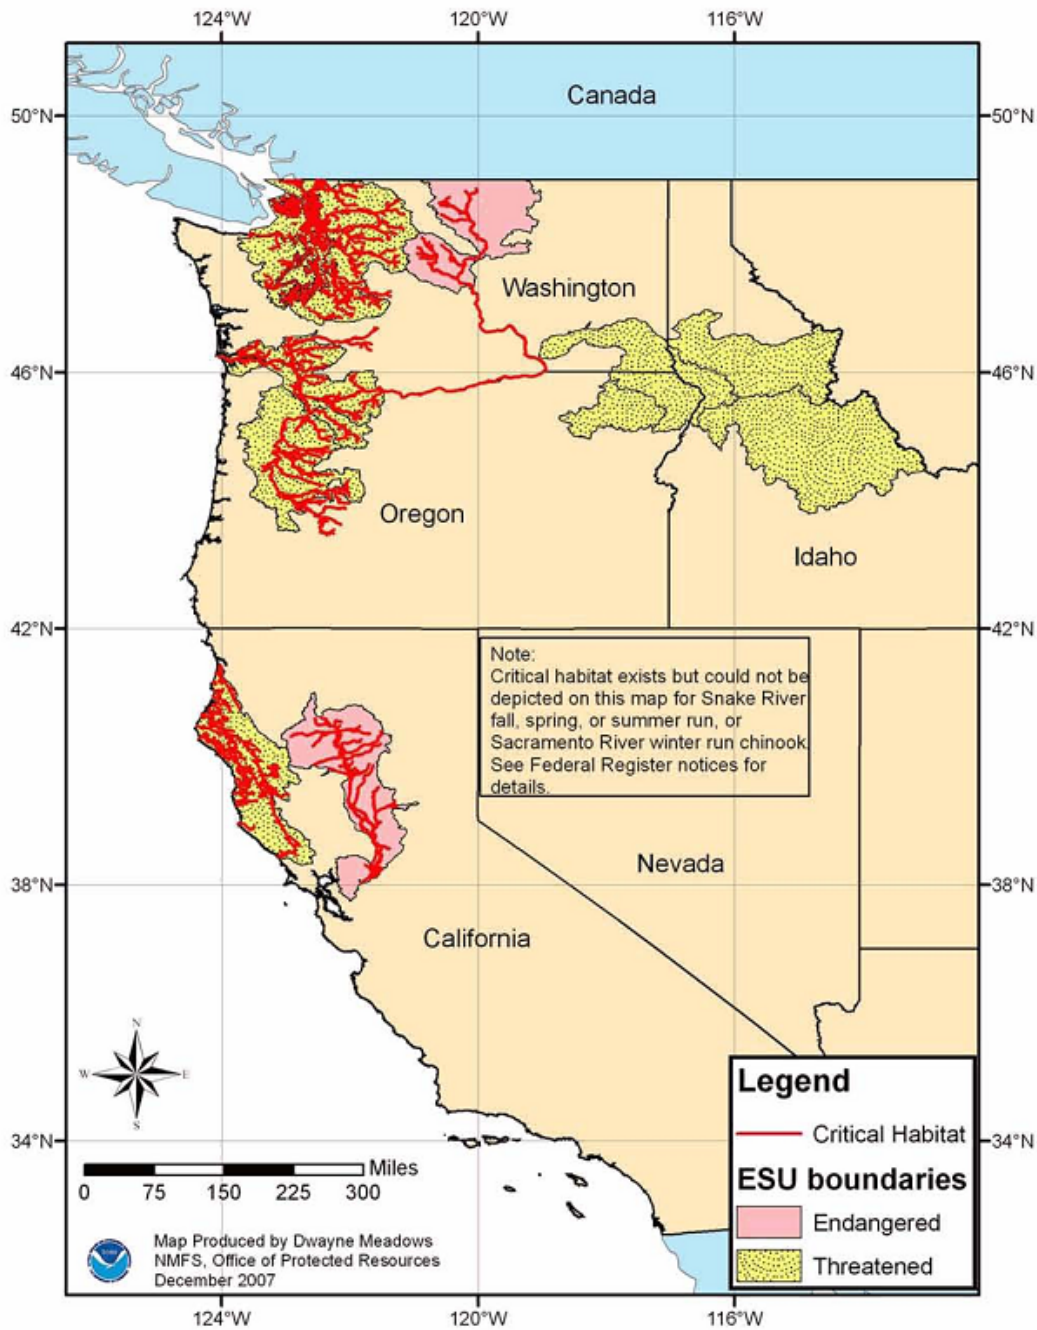 124°W 120°W 116°W
Canada
50°N 50°N
Washington
46°N 46°N
Oregon
Idaho
42°N 42°N
Note:
Critical habitat exists but could not be
depicted on this map for Snake River
fall, spring, or summer run, or
Sacramento River winter run chinook.
See Federal Register notices for
details.
Nevada
38°N 38°N
California
N
W E
S
Legend
Critical Habitat
34°N 34°N
ESU boundaries
Endangered
Threatened
Miles
0 75 150 225 300
Map Produced by Dwayne Meadows
NMFS, Office of Protected Resources
December 2007
124°W 120°W 116°W